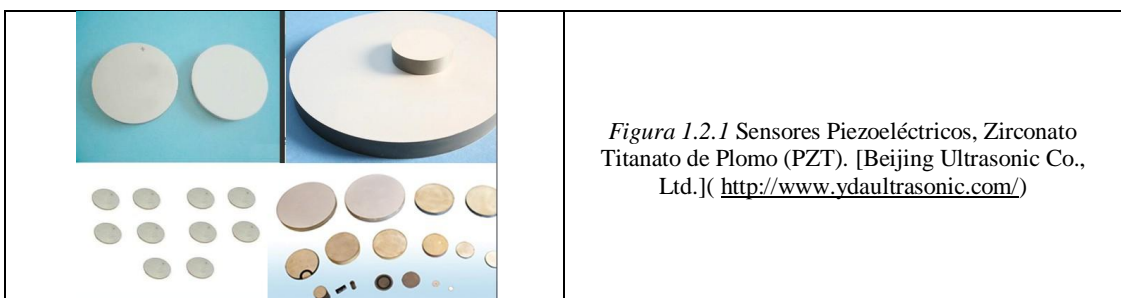 Figura 1.2.1 Sensores Piezoeléctricos, Zirconato
Titanato de Plomo (PZT). [Beijing Ultrasonic Co.,
Ltd.]( http://www.ydaultrasonic.com/)